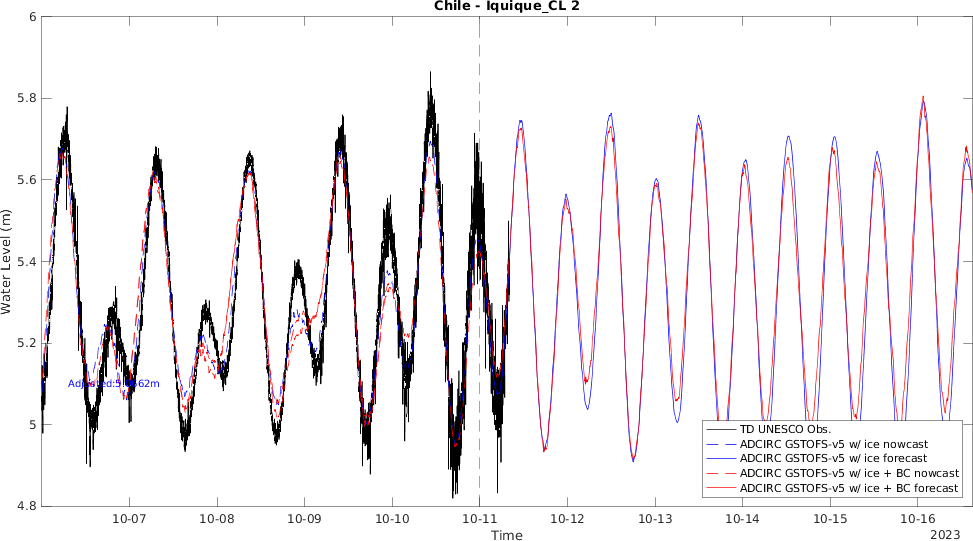 Chile - Iquique_CL 2
Water Level (m)
6
5.8
5.6
5.4
5.2
5
4.8
TD UNESCO Obs.
ADCIRC GSTOFS-v5 w/ ice nowcast
ADCIRC GSTOFS-v5 w/ ice forecast
ADCIRC GSTOFS-v5 w/ ice + BC nowcast
ADCIRC GSTOFS-v5 w/ ice + BC forecast
10-07 10-08 10-09 10-10 10-11 10-12 10-13 10-14 10-15 10-16
Time
2023